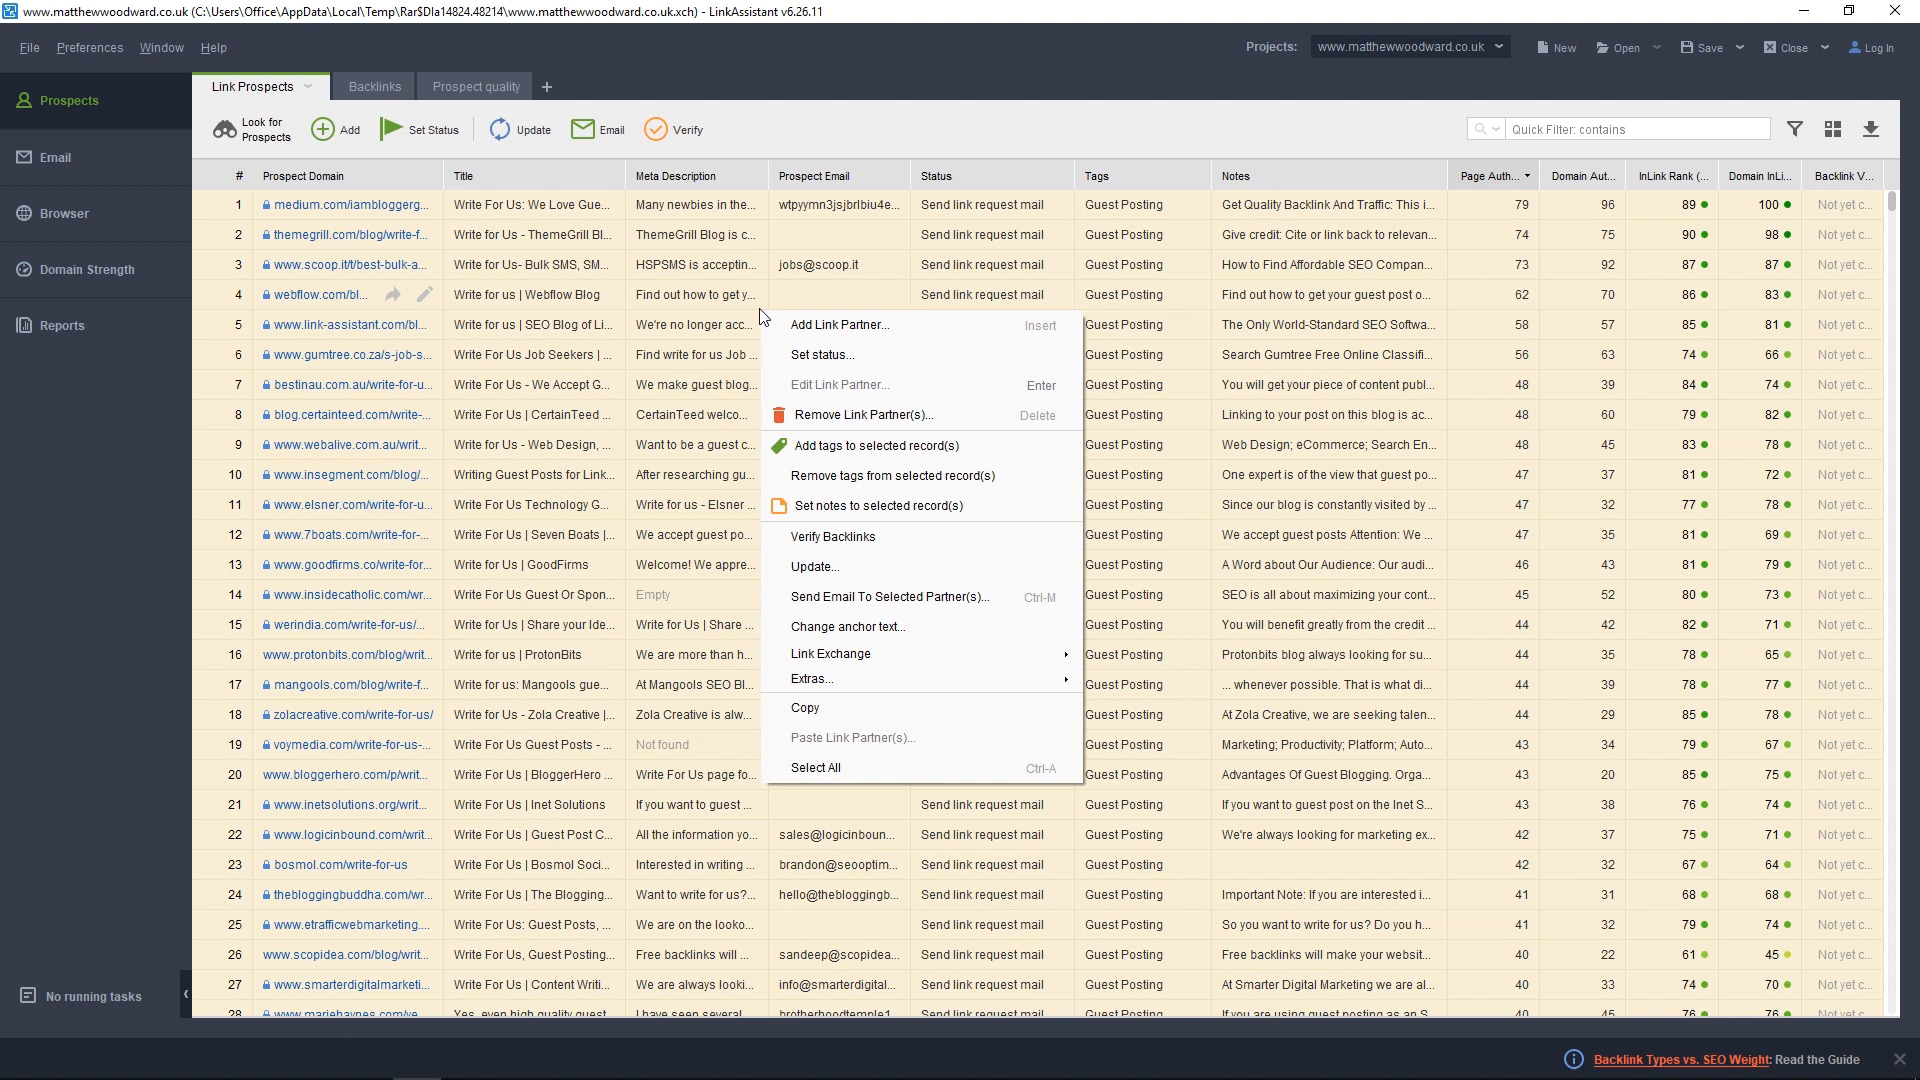 www.matthewwoodward.co.uk (C:\Users\Office\AppData\Local\Temp\Rar$DIa14824.48214\www.matthewwoodward.co.uk.xch) - LinkAssistant v6.26.11
File Preferences Window Help
Projects: www.matthewwoodward.co.uk New Open Save Close Log In
Prospects
Email
Browser
Domain Strength
Reports
No running tasks
Link Prospects Backlinks Prospect quality +
Look for Prospects Add Set Status Update Email Verify Quick Filter: contains
# Prospect Domain Title Meta Description Prospect Email Status Tags Notes Page Auth... Domain Aut... InLink Rank (... Domain InLi... Backlink V...
1 medium.com/iambloggerg... Write For Us: We Love Gue... Many newbies in the... wtpyymn3jsjbrlbiu4e... Send link request mail Guest Posting Get Quality Backlink And Traffic: This i... 79 96 89 100 Not yet c...
2 themegrill.com/blog/write-f... Write for Us - ThemeGrill Bl... ThemeGrill Blog is c... Send link request mail Guest Posting Give credit: Cite or link back to relevan... 74 75 90 98 Not yet c...
3 www.scoop.it/t/best-bulk-a... Write for Us- Bulk SMS, SM... HSPSMS is acceptin... jobs@scoop.it Send link request mail Guest Posting How to Find Affordable SEO Compan... 73 92 87 87 Not yet c...
4 webflow.com/bl... Write for us | Webflow Blog Find out how to get y... Send link request mail Guest Posting Find out how to get your guest post o... 62 70 86 83 Not yet c...
5 www.link-assistant.com/bl... Write for us | SEO Blog of Li... We're no longer acc... Guest Posting The Only World-Standard SEO Softwa... 58 57 85 81 Not yet c...
6 www.gumtree.co.za/s-job-s... Write For Us Job Seekers | ... Find write for us Job ... Guest Posting Search Gumtree Free Online Classifi... 56 63 74 66 Not yet c...
7 bestinau.com.au/write-for-u... Write For Us - We Accept G... We make guest blog... Guest Posting You will get your piece of content publ... 48 39 84 74 Not yet c...
8 blog.certainteed.com/write-... Write For Us | CertainTeed ... CertainTeed welco... Guest Posting Linking to your post on this blog is ac... 48 60 79 82 Not yet c...
9 www.webalive.com.au/writ... Write for Us - Web Design, ... Want to be a guest c... Guest Posting Web Design; eCommerce; Search En... 48 45 83 78 Not yet c...
10 www.insegment.com/blog/... Writing Guest Posts for Link... After researching gu... Guest Posting One expert is of the view that guest po... 47 37 81 72 Not yet c...
11 www.elsner.com/write-for-u... Write For Us Technology G... Write for us - Elsner ... Guest Posting Since our blog is constantly visited by ... 47 32 77 78 Not yet c...
12 www.7boats.com/write-for-... Write For Us | Seven Boats |... We accept guest po... Guest Posting We accept guest posts Attention: We ... 47 35 81 69 Not yet c...
13 www.goodfirms.co/write-for... Write for Us | GoodFirms Welcome! We appre... Guest Posting A Word about Our Audience: Our audi... 46 43 81 79 Not yet c...
14 www.insidecatholic.com/wr... Write For Us Guest Or Spon... Empty Guest Posting SEO is all about maximizing your cont... 45 52 80 73 Not yet c...
15 werindia.com/write-for-us/... Write for Us | Share your Ide... Write for Us | Share ... Guest Posting You will benefit greatly from the credit ... 44 42 82 71 Not yet c...
16 www.protonbits.com/blog/writ... Write for us | ProtonBits We are more than h... Guest Posting Protonbits blog always looking for su... 44 35 78 65 Not yet c...
17 mangools.com/blog/write-f... Write for us: Mangools gue... At Mangools SEO Bl... Guest Posting ... whenever possible. That is what di... 44 39 78 77 Not yet c...
18 zolacreative.com/write-for-us/ Write for Us - Zola Creative |... Zola Creative is alw... Guest Posting At Zola Creative, we are seeking talen... 44 29 85 78 Not yet c...
19 voymedia.com/write-for-us-... Write For Us Guest Posts - ... Not found Guest Posting Marketing; Productivity; Platform; Auto... 43 34 79 67 Not yet c...
20 www.bloggerhero.com/p/writ... Write For Us | BloggerHero ... Write For Us page fo... Guest Posting Advantages Of Guest Blogging. Orga... 43 20 85 75 Not yet c...
21 www.inetsolutions.org/writ... Write For Us | Inet Solutions If you want to guest ... Send link request mail Guest Posting If you want to guest post on the Inet S... 43 38 76 74 Not yet c...
22 www.logicinbound.com/writ... Write For Us | Guest Post C... All the information yo... sales@logicinboun... Send link request mail Guest Posting We're always looking for marketing ex... 42 37 75 71 Not yet c...
23 bosmol.com/write-for-us Write For Us | Bosmol Soci... Interested in writing ... brandon@seooptim... Send link request mail Guest Posting 42 32 67 64 Not yet c...
24 thebloggingbuddha.com/wr... Write For Us | The Blogging... Want to write for us?... hello@thebloggingb... Send link request mail Guest Posting Important Note: If you are interested i... 41 31 68 68 Not yet c...
25 www.etrafficwebmarketing.... Write For Us: Guest Posts, ... We are on the looko... Send link request mail Guest Posting So you want to write for us? Do you h... 41 32 79 74 Not yet c...
26 www.scopidea.com/blog/writ... Write For Us, Guest Posting... Free backlinks will ... sandeep@scopidea... Send link request mail Guest Posting Free backlinks will make your websit... 40 22 61 45 Not yet c...
27 www.smarterdigitalmarketi... Write For Us | Content Writi... We are always looki... info@smarterdigital... Send link request mail Guest Posting At Smarter Digital Marketing we are al... 40 33 74 70 Not yet c...
28 www.mariehaynes.com/ye... Yes, even high quality guest... I have seen several ... brotherhoodtemple1... Send link request mail Guest Posting If you are using guest posting as an S... 40 45 76 76 Not yet c...
Add Link Partner... Insert
Set status...
Edit Link Partner... Enter
Remove Link Partner(s)... Delete
Add tags to selected record(s)
Remove tags from selected record(s)
Set notes to selected record(s)
Verify Backlinks
Update...
Send Email To Selected Partner(s)... Ctrl-M
Change anchor text...
Link Exchange
Extras...
Copy
Paste Link Partner(s)...
Select All Ctrl-A
Backlink Types vs. SEO Weight: Read the Guide